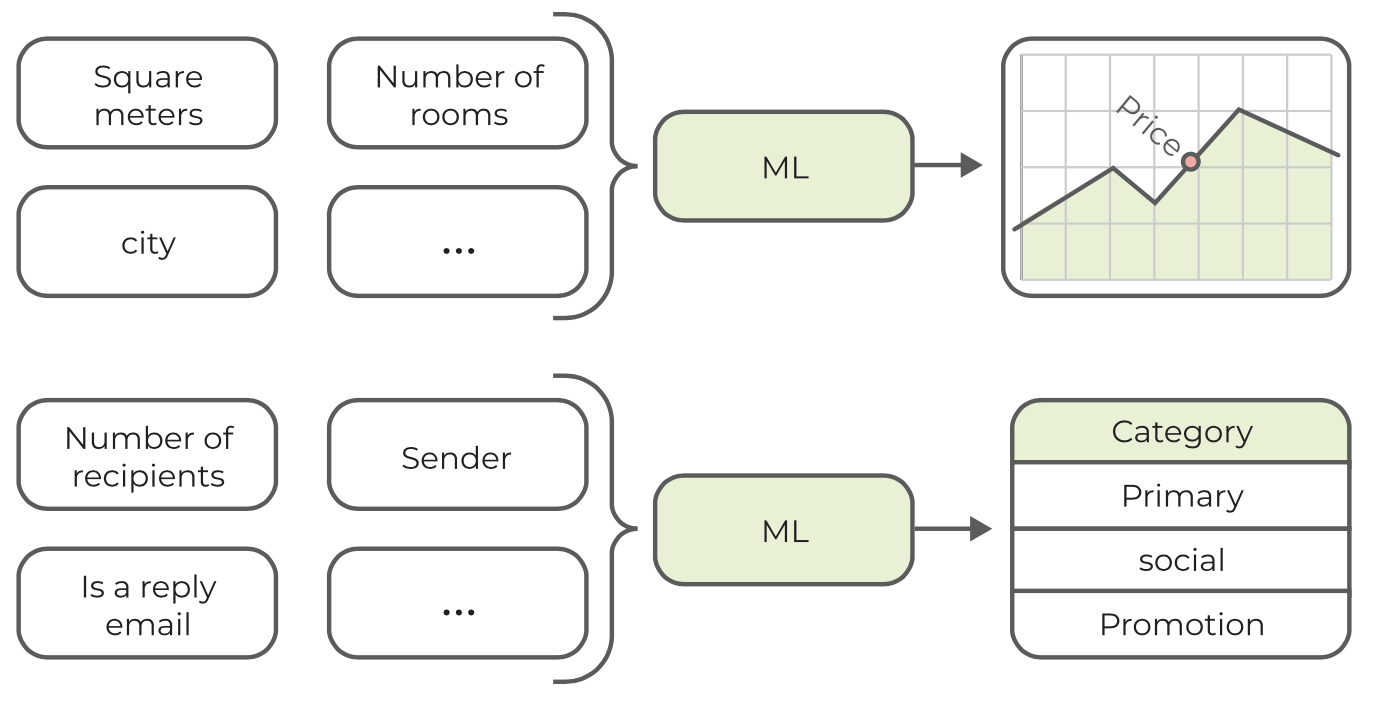 Square
meters
Number of
rooms
city
...
ML
Price
Number of
recipients
Sender
Is a reply
email
...
ML
Category
Primary
social
Promotion